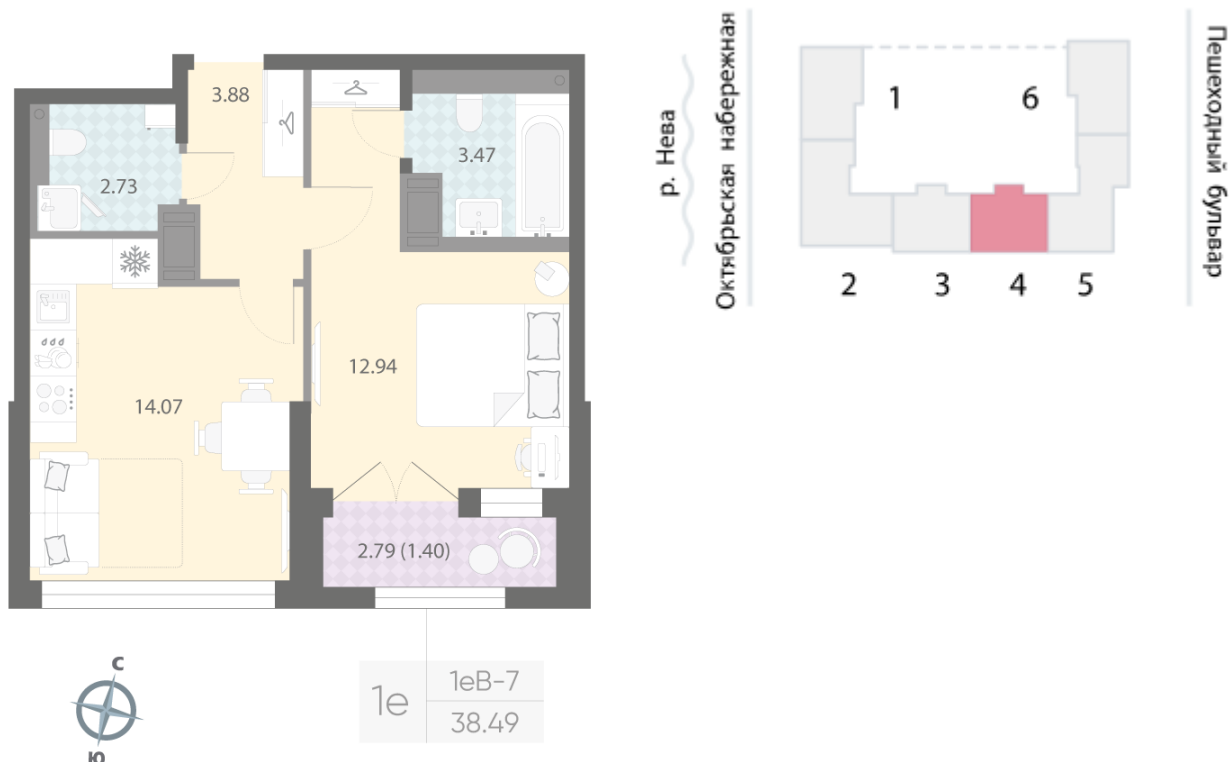 3.88
2.73
3.47
12.94
14.07
2.79 (1.40)
С
Ю
1е
1еВ-7
38.49
р. Нева
Октябрьская набережная
1
6
2
3
4
5
Пешеходный бульвар